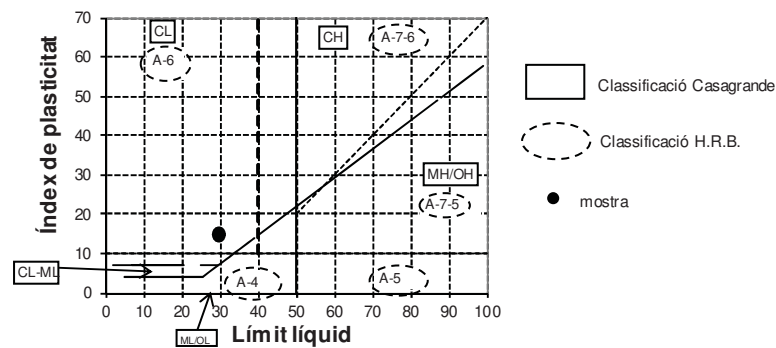 70
60
50
40
30
20
10
0
Índex de plasticitat
CL
A-6
CH
A-7-6
MH/OH
A-7-5
CL-ML
A-4
A-5
0 10 20 30 40 50 60 70 80 90 100
ML/OL
Límit líquid
Classificació Casagrande
Classificació H.R.B.
mostra